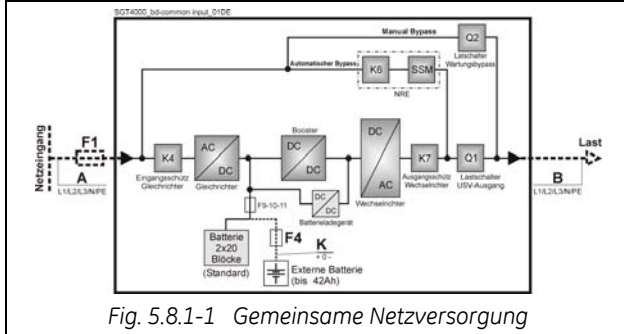 SGT4000_bd-common input_01DE
Manual Bypass
Q2
Latschalter
Wartungsbypass
Automatischer Bypass
K6
SSM
NRE
Netzeingang
F1
A
L1/L2/L3/N/PE
K4
Eingangsschütz
Gleichrichter
AC
DC
Gleichrichter
Booster
DC
DC
DC
AC
Wechselrichter
K7
Ausgangsschütz
Wechselrichter
Q1
Lastschalter
USV-Ausgang
Last
B
L1/L2/L3/N/PE
DC
DC
Batterieladegerät
F9-10-11
Batterie
2x20
Blöcke
(Standard)
F4
K
+ 0 -
Externe Batterie
(bis 42Ah)
Fig. 5.8.1-1 Gemeinsame Netzversorgung